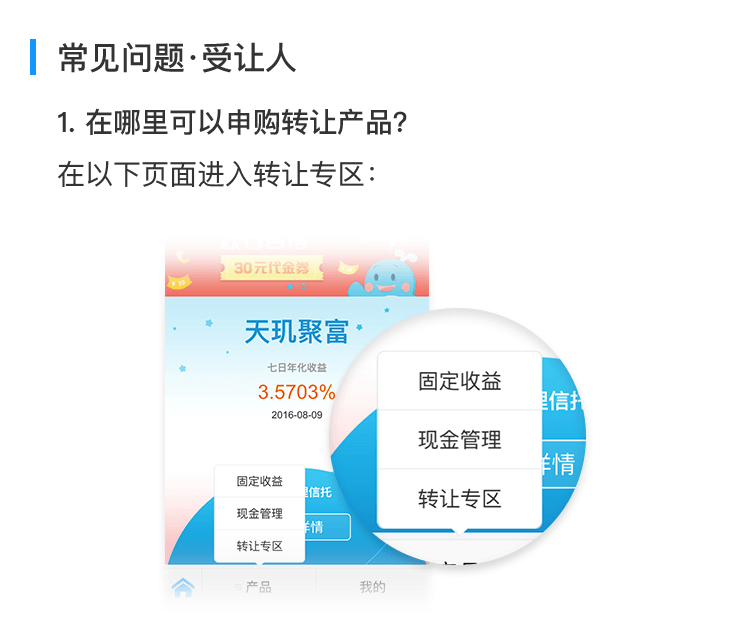 常见问题·受让人
1. 在哪里可以申购转让产品?
在以下页面进入转让专区：
30元代金券
天玑聚富
七日年化收益
3.5703%
2016-08-09
固定收益
现金管理
转让专区
理信托
详情
固定收益
现金管理
转让专区
信托
详情
产品
我的